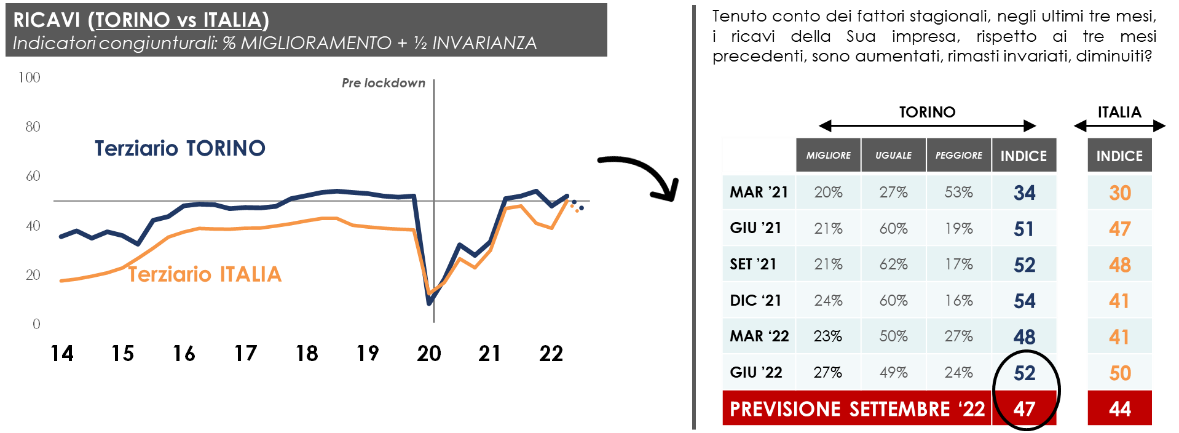 RICAVI (TORINO vs ITALIA)
Indicatori congiunturali: % MIGLIORAMENTO + ½ INVARIANZA
100
80
60
40
20
0
Pre lockdown
Terziario TORINO
Terziario ITALIA
14 15 16 17 18 19 20 21 22
Tenuto conto dei fattori stagionali, negli ultimi tre mesi,
i ricavi della Sua impresa, rispetto ai tre mesi
precedenti, sono aumentati, rimasti invariati, diminuiti?
TORINO ITALIA
MIGLIORE UGUALE PEGGIORE INDICE INDICE
MAR '21 20% 27% 53% 34 30
GIU '21 21% 60% 19% 51 47
SET '21 21% 62% 17% 52 48
DIC '21 24% 60% 16% 54 41
MAR '22 23% 50% 27% 48 41
GIU '22 27% 49% 24% 52 50
PREVISIONE SETTEMBRE '22 47 44